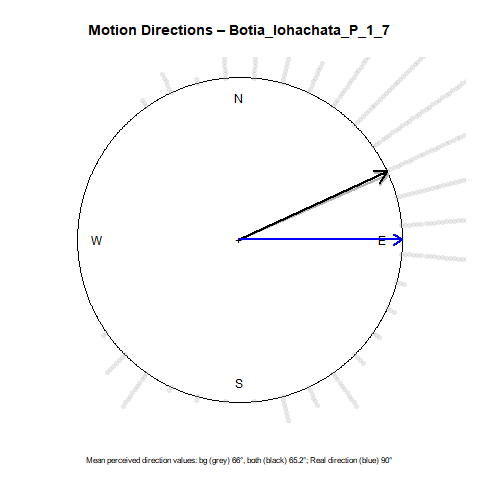 Motion Directions – Botia_lohachata_P_1_7
N
W
E
S
Mean perceived direction values: bg (grey) 66°, both (black) 65.2°; Real direction (blue) 90°